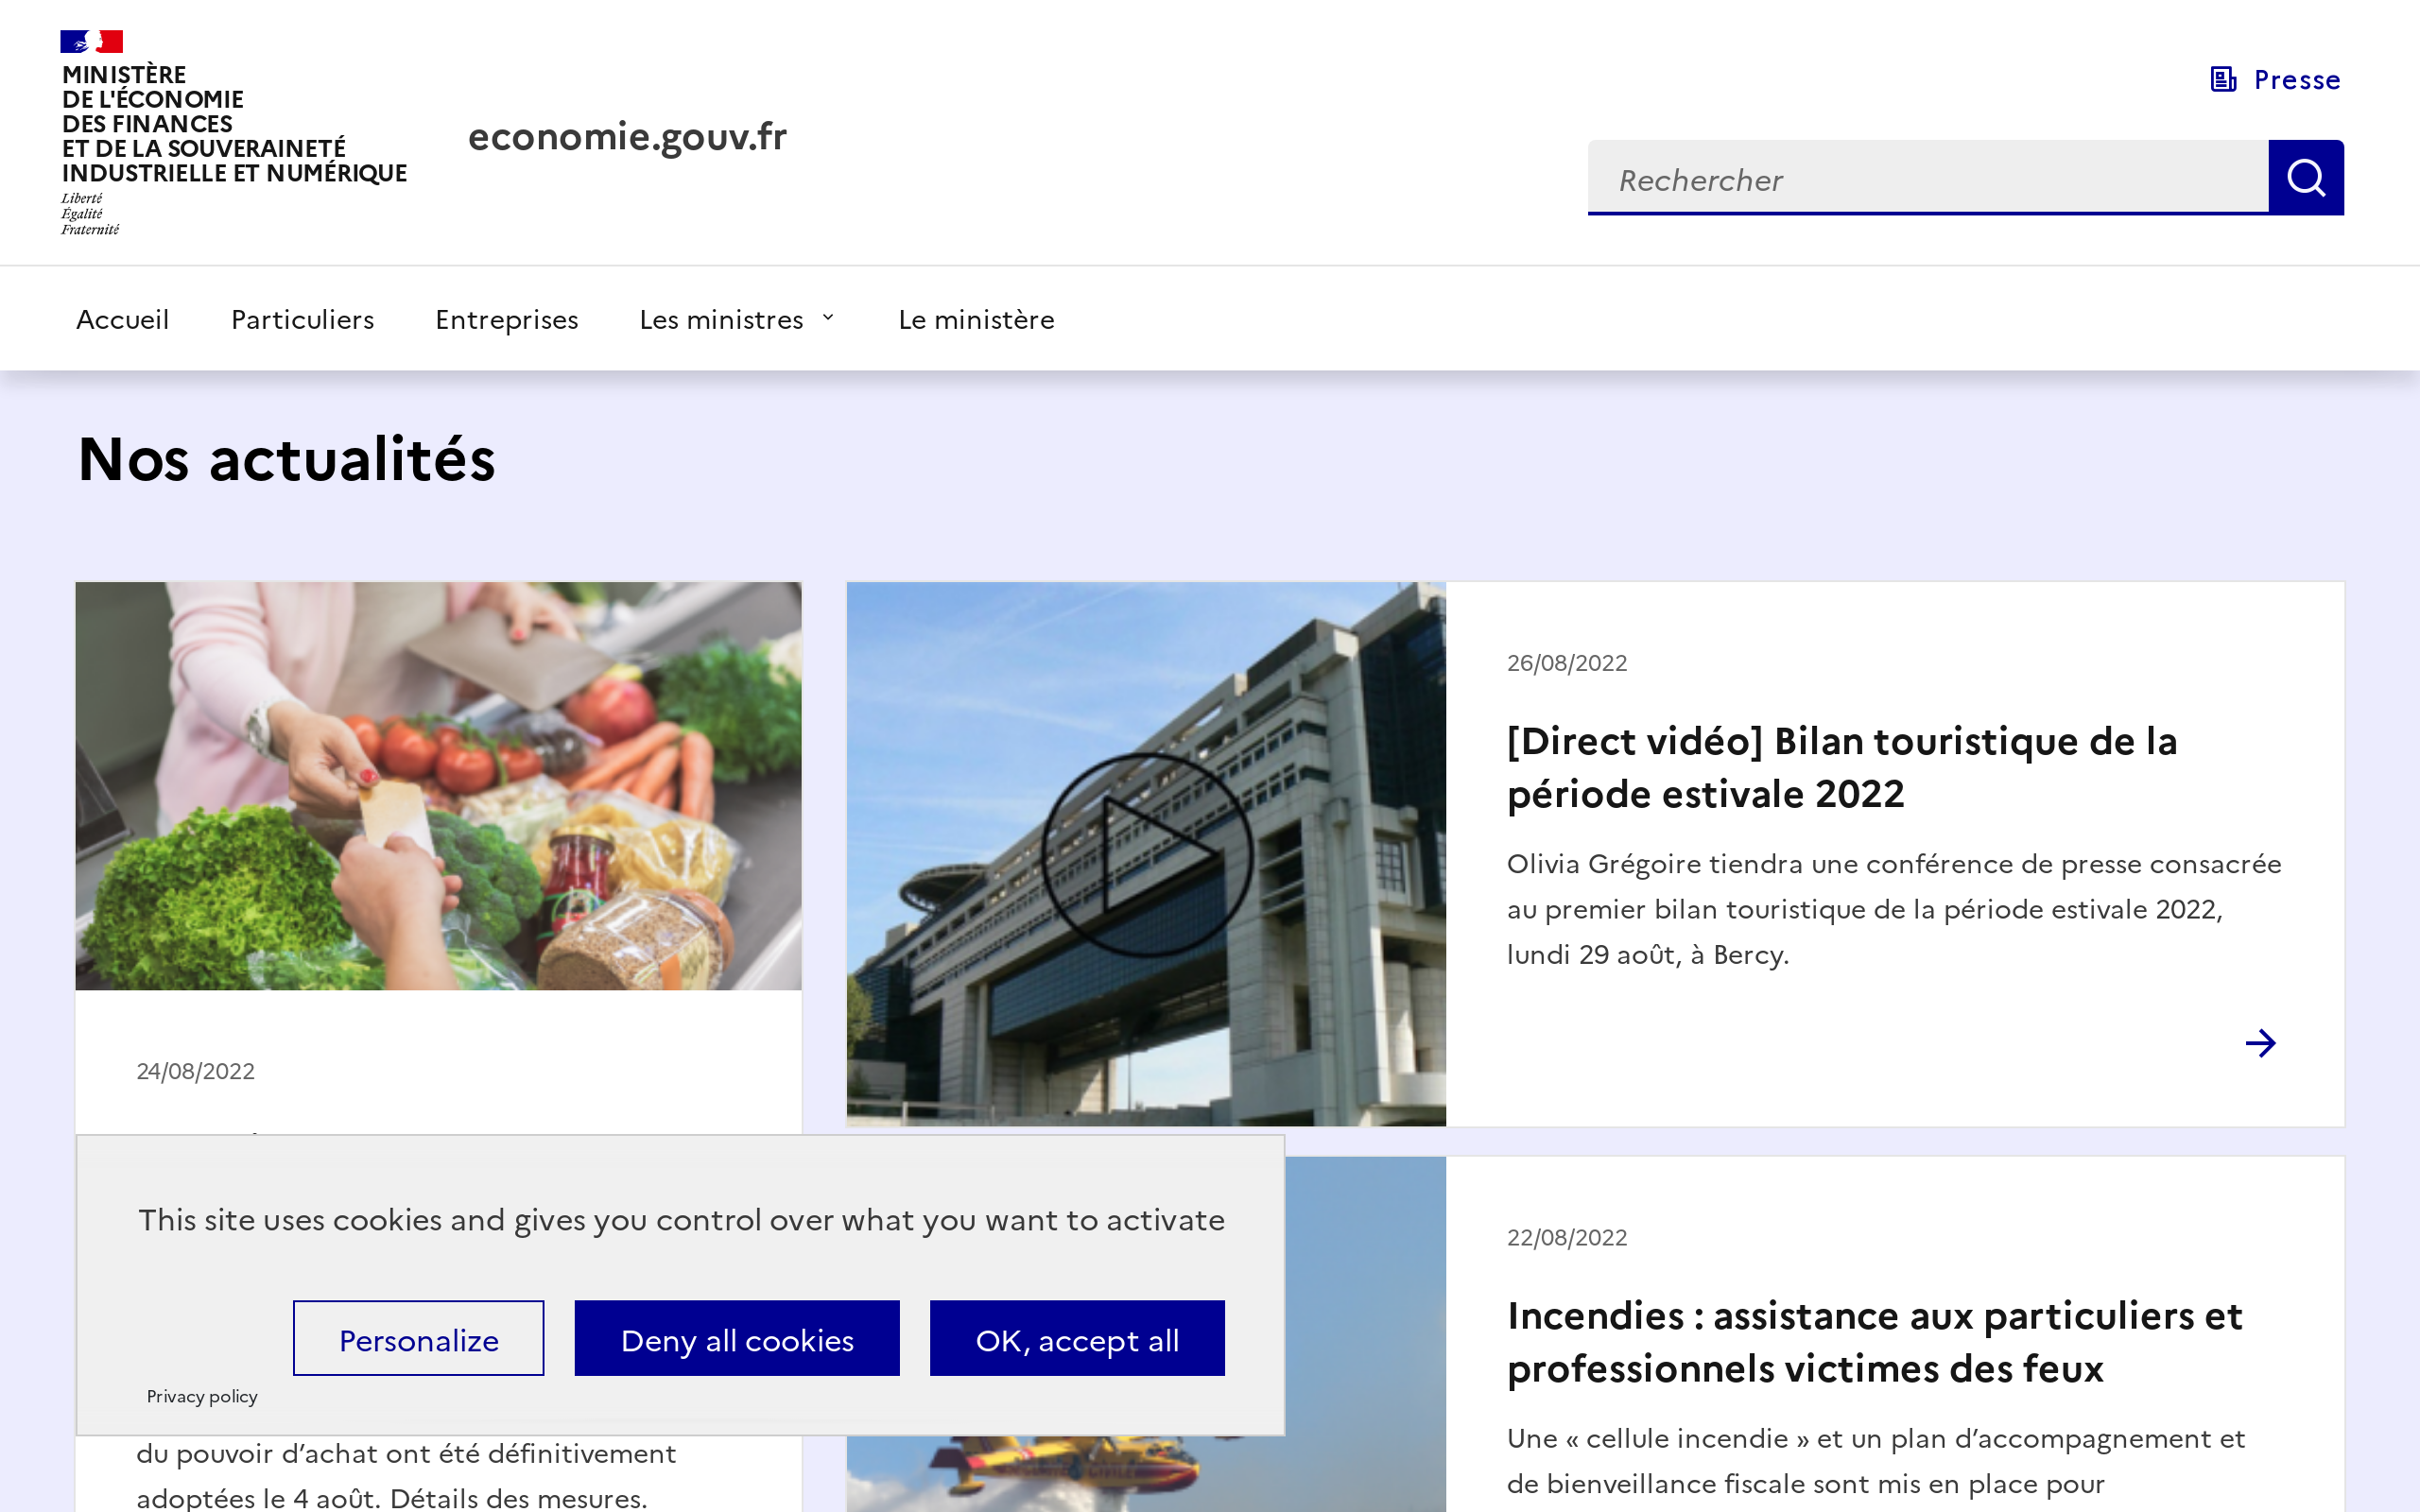 MINISTÈRE
DE L'ÉCONOMIE
DES FINANCES
ET DE LA SOUVERAINETÉ
INDUSTRIELLE ET NUMÉRIQUE
Liberté
Égalité
Fraternité
economie.gouv.fr
Presse
Rechercher
Accueil
Particuliers
Entreprises
Les ministres
Le ministère
Nos actualités
26/08/2022
[Direct vidéo] Bilan touristique de la
période estivale 2022
Olivia Grégoire tiendra une conférence de presse consacrée
au premier bilan touristique de la période estivale 2022,
lundi 29 août, à Bercy.
24/08/2022
This site uses cookies and gives you control over what you want to activate
Personalize
Deny all cookies
OK, accept all
Privacy policy
du pouvoir d’achat ont été définitivement
adoptées le 4 août. Détails des mesures.
22/08/2022
Incendies : assistance aux particuliers et
professionnels victimes des feux
Une « cellule incendie » et un plan d’accompagnement et
de bienveillance fiscale sont mis en place pour